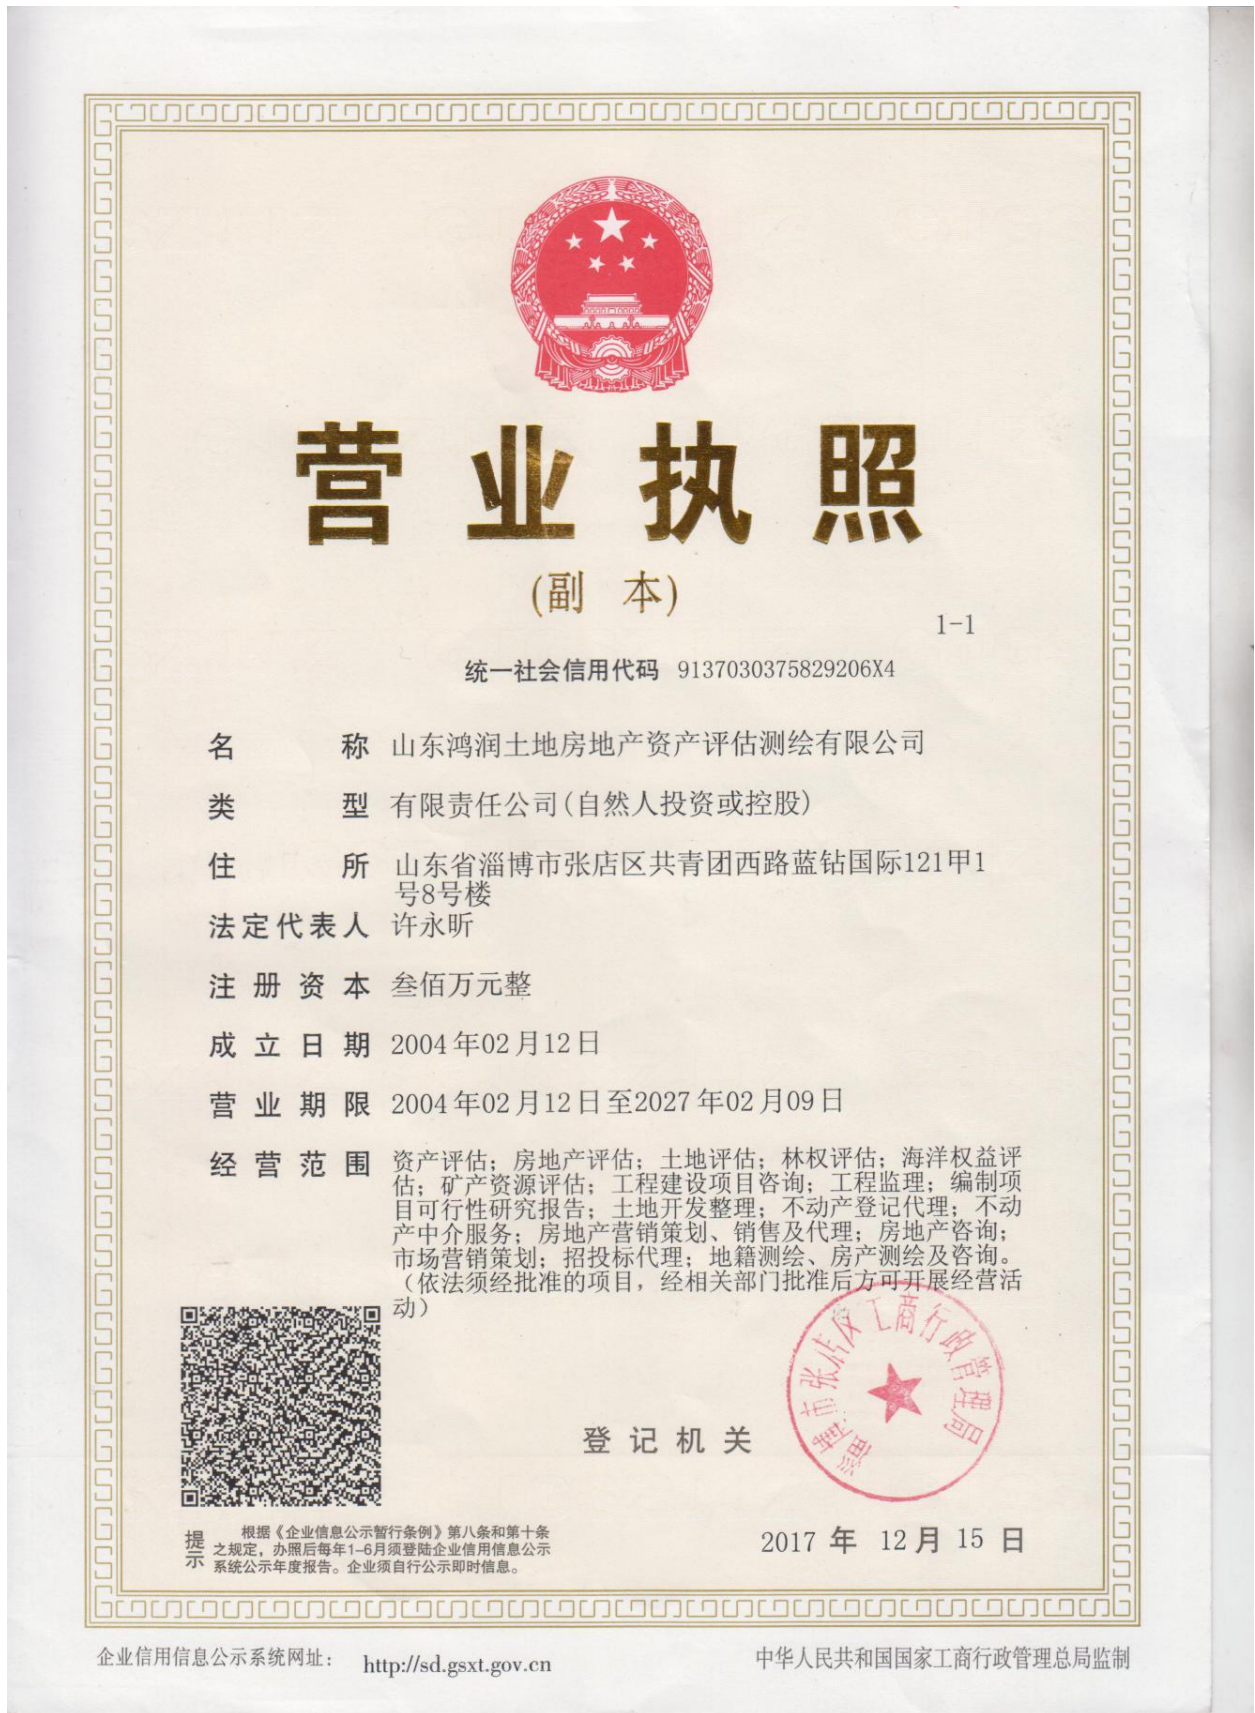 营业执照
(副 本)
1-1
统一社会信用代码 9137030375829206X4
名 称 山东鸿润土地房地产资产评估测绘有限公司
类 型 有限责任公司(自然人投资或控股)
住 所 山东省淄博市张店区共青团西路蓝钻国际121甲1
号8号楼
法定代表人 许永昕
注册资本 叁佰万元整
成立日期 2004年02月12日
营业期限 2004年02月12日至2027年02月09日
经营范围 资产评估；房地产评估；土地评估；林权评估；海洋权益评
估；矿产资源评估；工程建设项目咨询；工程监理；编制项
目可行性研究报告；土地开发整理；不动产登记代理；不动
产中介服务；房地产营销策划、销售及代理；房地产咨询；
市场营销策划；招投标代理；地籍测绘、房产测绘及咨询。
（依法须经批准的项目，经相关部门批准后方可开展经营活
动）
淄博市张店区工商行政管理局
登记机关
2017 年 12 月 15 日
提示
根据《企业信息公示暂行条例》第八条和第十条
之规定，办照后每年1-6月须登陆企业信用信息公示
系统公示年度报告。企业须自行公示即时信息。
企业信用信息公示系统网址： http://sd.gsxt.gov.cn
中华人民共和国国家工商行政管理总局监制